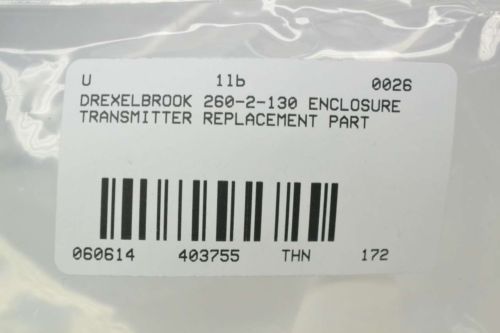 U 1lb 0026
DREXELBROOK 260-2-130 ENCLOSURE
TRANSMITTER REPLACEMENT PART
060614 403755 THN 172